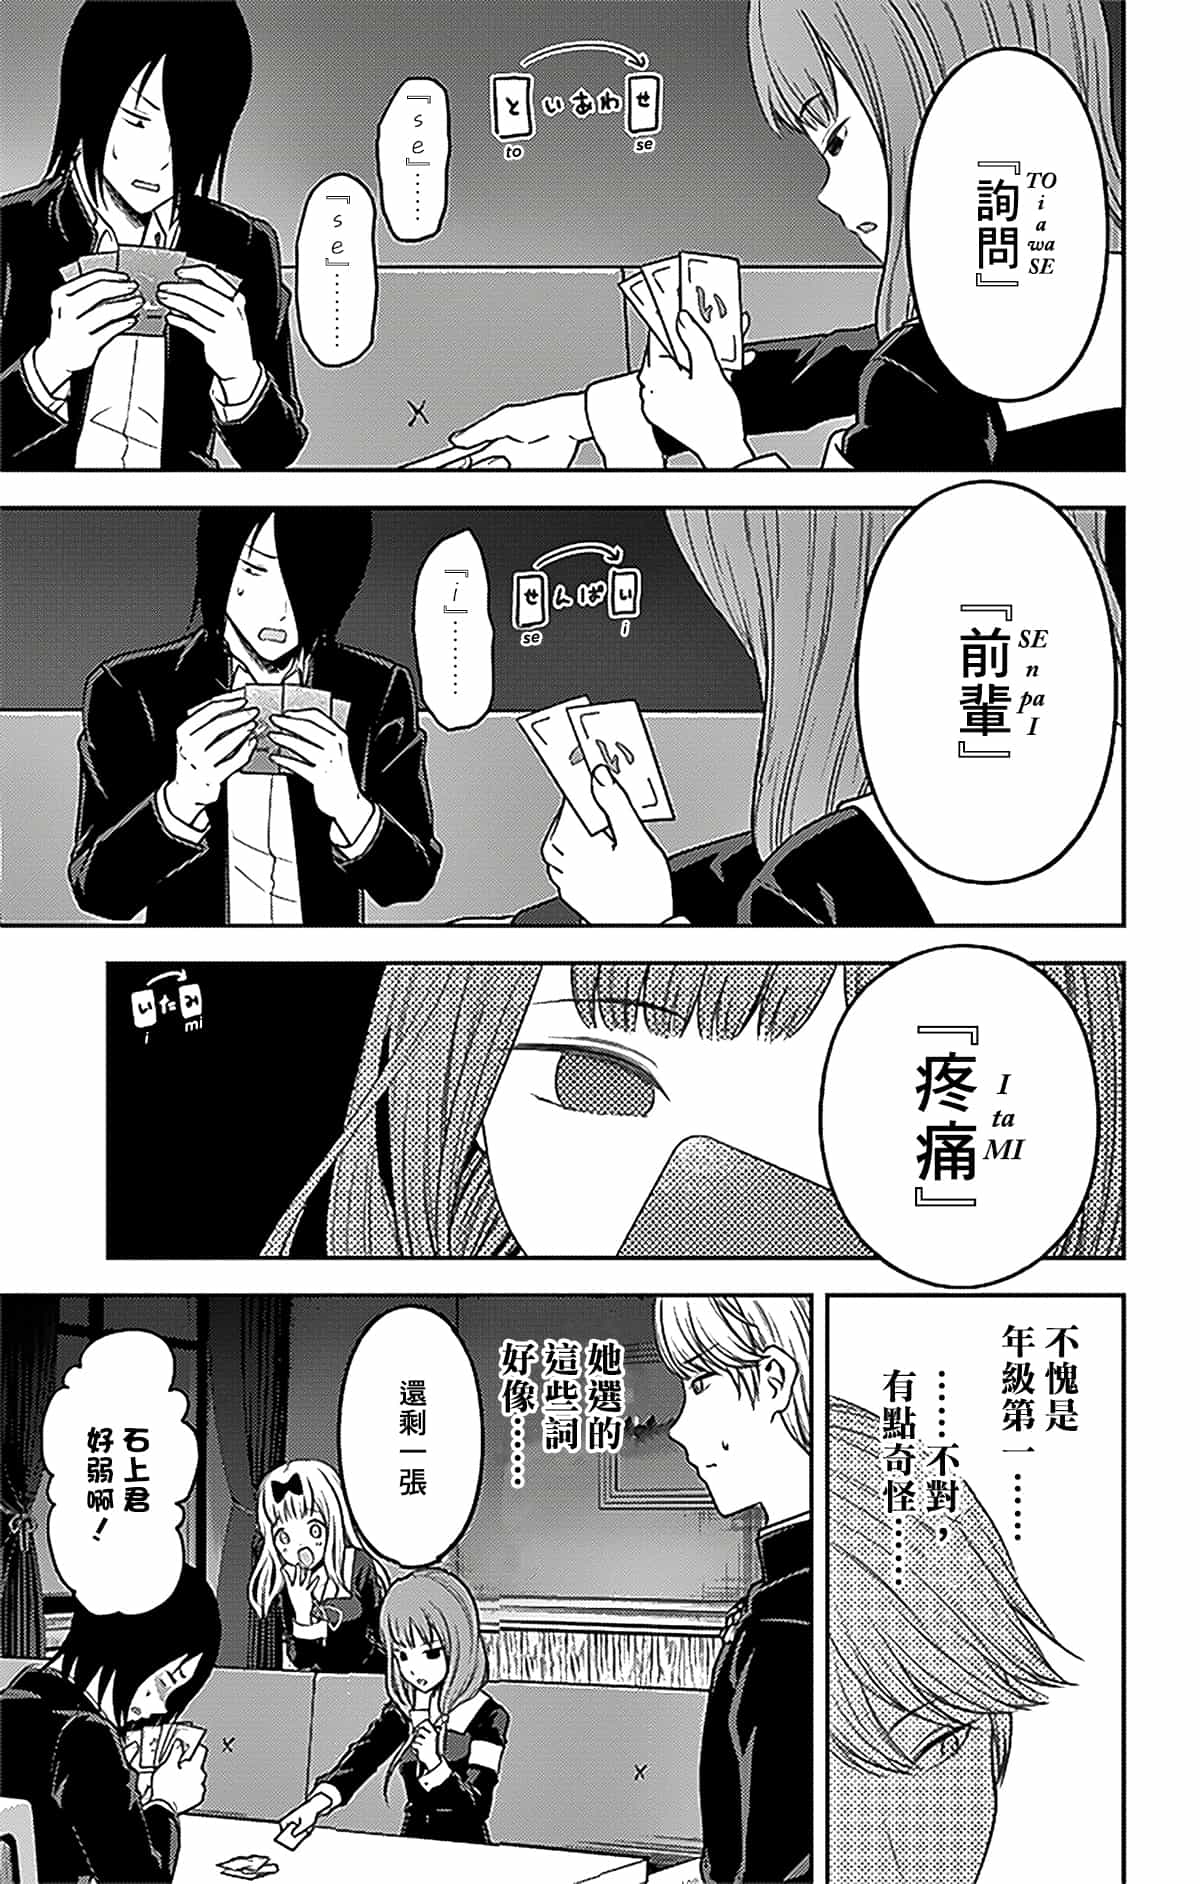 『詢問』
TO
i
a
wa
SE
といあわせ
to
se
『se』……
『se』……
い
『前輩』
SE
n
pa
I
せんぱい
se
i
『i』……
『疼痛』
I
ta
MI
いたみ
i
mi
不愧是
年級第一……
……不對，
有點奇怪……
她選的
這些詞
好像……
還剩一張
石上君
好弱啊！